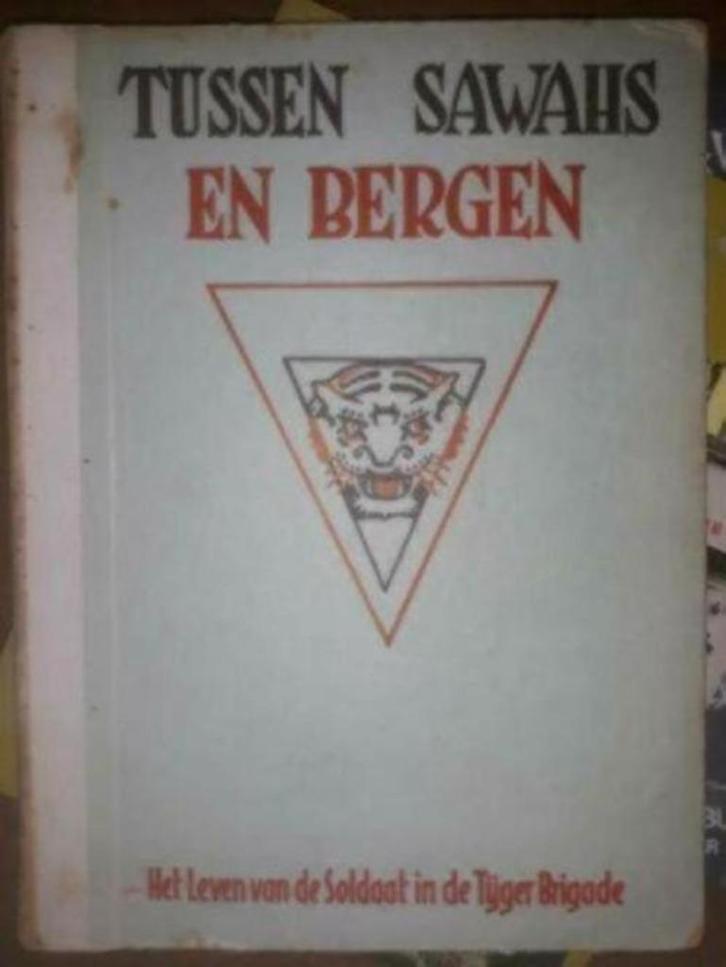 TUSSEN SAWAHS
EN BERGEN
Het Leven van de Soldaat in de Tijger Brigade